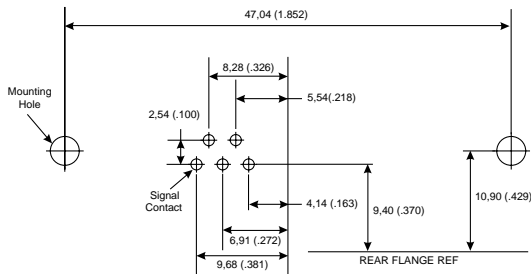 47,04 (1.852)
8,28 (.326)
Mounting
Hole
5,54(.218)
2,54 (.100)
Signal
Contact
4,14 (.163)
9,40 (.370)
10,90 (.429)
6,91 (.272)
9,68 (.381)
REAR FLANGE REF